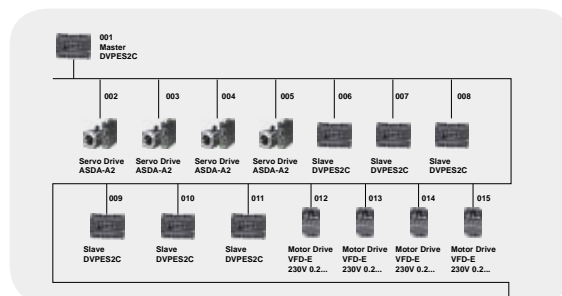 001
Master
DVPES2C
002 003 004 005 006 007 008
Servo Drive Servo Drive Servo Drive Servo Drive Slave Slave Slave
ASDA-A2 ASDA-A2 ASDA-A2 ASDA-A2 DVPES2C DVPES2C DVPES2C
009 010 011 012 013 014 015
Slave Slave Slave Motor Drive Motor Drive Motor Drive Motor Drive
DVPES2C DVPES2C DVPES2C VFD-E VFD-E VFD-E VFD-E
230V 0.2... 230V 0.2... 230V 0.2... 230V 0.2...